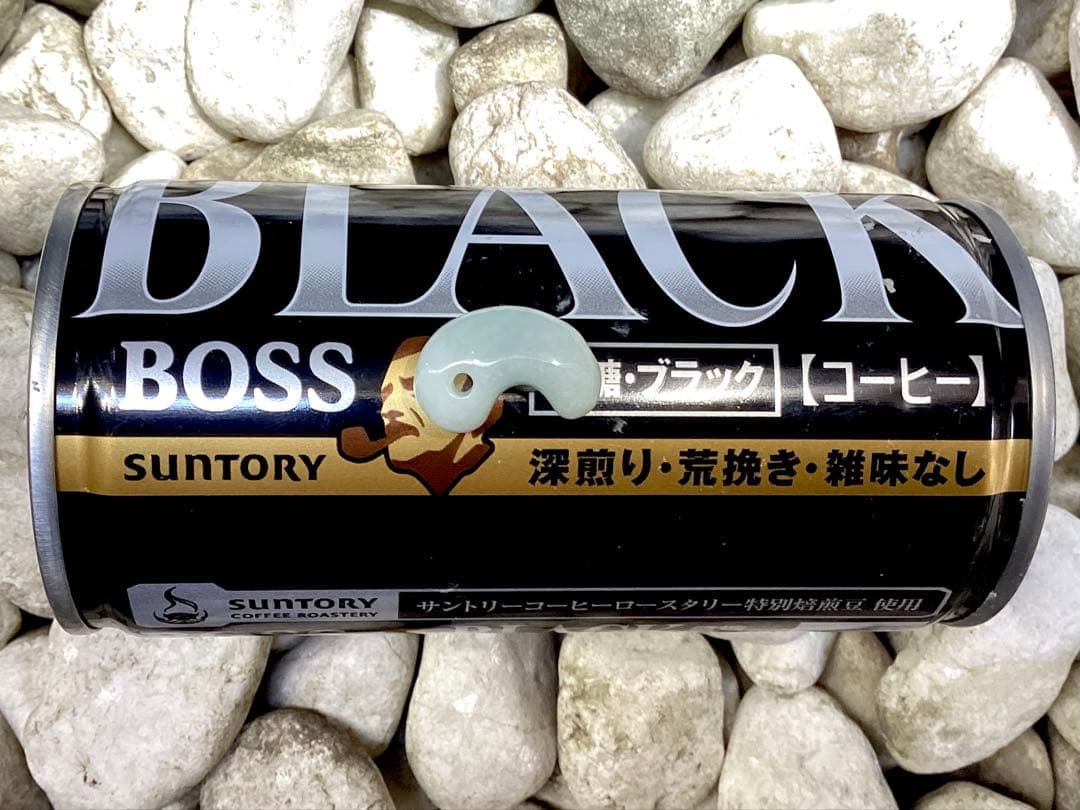 BLACK
BOSS
糖・ブラック
【コーヒー】
SUNTORY
深煎り・荒挽き・雑味なし
SUNTORY
COFFEE ROASTERY
サントリーコーヒーロースタリー特別焙煎豆 使用